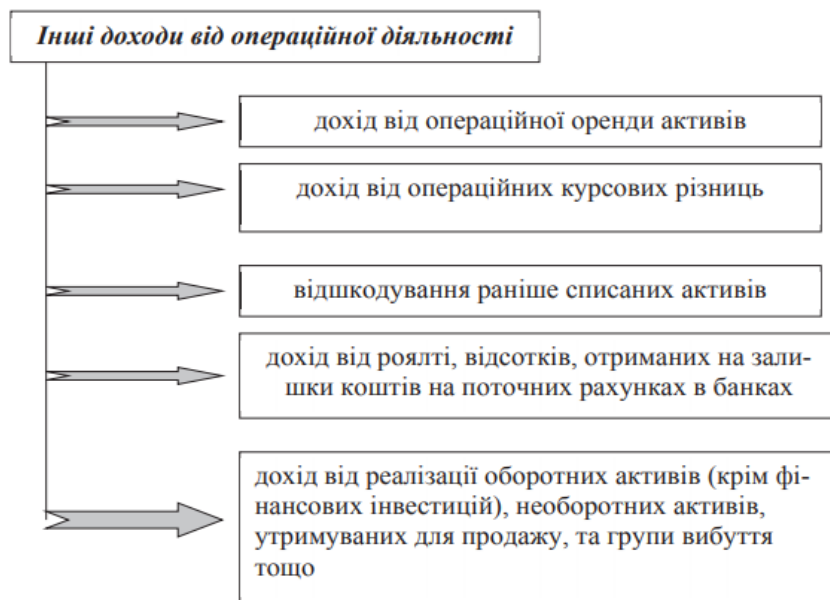 Інші доходи від операційної діяльності
дохід від операційної оренди активів
дохід від операційних курсових різниць
відшкодування раніше списаних активів
дохід від роялті, відсотків, отриманих на зали-
шки коштів на поточних рахунках в банках
дохід від реалізації оборотних активів (крім фі-
нансових інвестицій), необоротних активів,
утримуваних для продажу, та групи вибуття
тощо